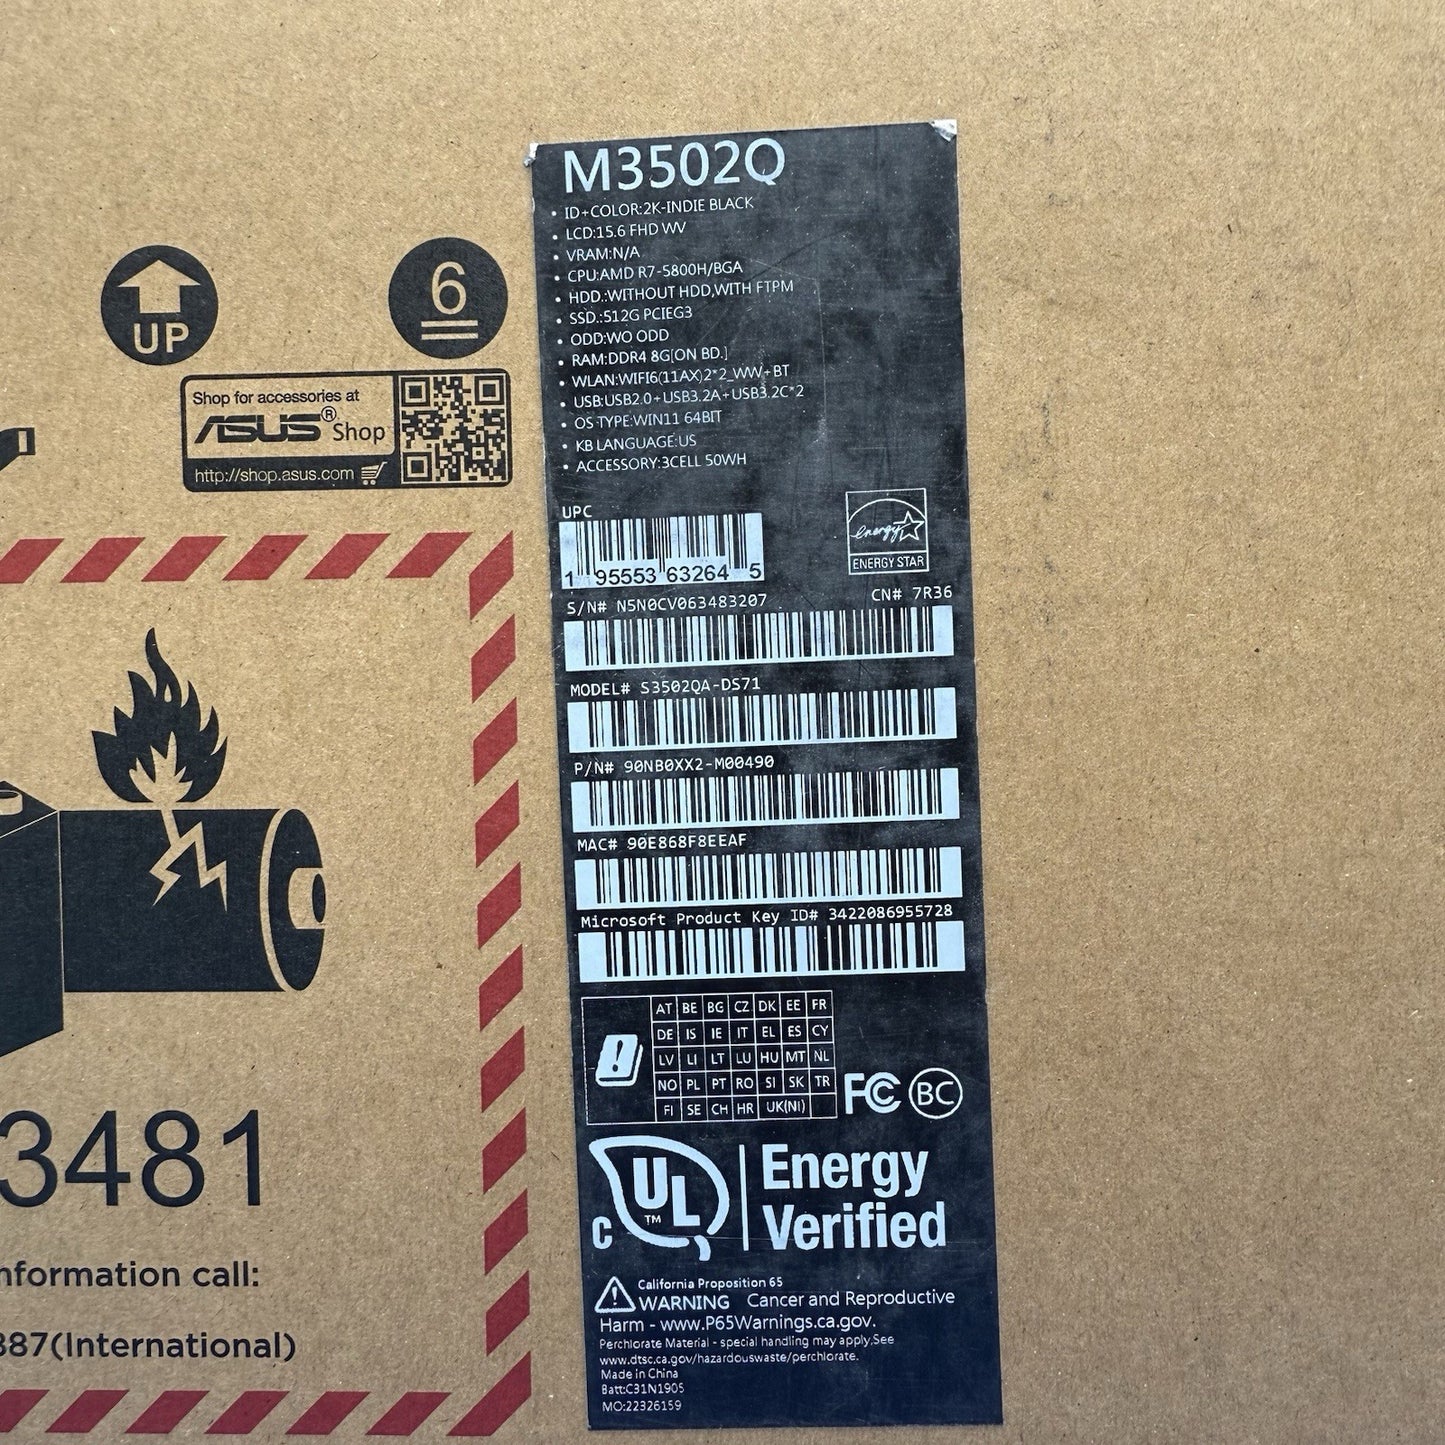 UP
6
Shop for accessories at
ASUS® Shop
http://shop.asus.com
3481
nformation call:
887(International)
M3502Q
• ID+COLOR:2K-INDIE BLACK
• LCD:15.6 FHD WV
• VRAM:N/A
• CPU:AMD R7-5800H/BGA
• HDD.:WITHOUT HDD,WITH FTPM
• SSD.:512G PCIEG3
• ODD:WO ODD
• RAM:DDR4 8G[ON BD.]
• WLAN:WIFI6(11AX)2*2_WW+BT
• USB:USB2.0+USB3.2A+USB3.2C*2
• OS TYPE:WIN11 64BIT
• KB LANGUAGE:US
• ACCESSORY:3CELL 50WH
UPC
1 95553 63264 5
energy
ENERGY STAR
S/N# N5N0CV063483207 CN# 7R36
MODEL# S3502QA-DS71
P/N# 90NB0XX2-M00490
MAC# 90E868F8EEAF
Microsoft Product Key ID# 3422086955728
AT BE BG CZ DK EE FR
DE IS IE IT EL ES CY
LV LI LT LU HU MT NL
NO PL PT RO SI SK TR
FI SE CH HR UK(NI)
FC BC
C UL TM
Energy
Verified
California Proposition 65
WARNING Cancer and Reproductive
Harm - www.P65Warnings.ca.gov.
Perchlorate Material - special handling may apply.See
www.dtsc.ca.gov/hazardouswaste/perchlorate.
Made in China
Batt:C31N1905
MO:22326159